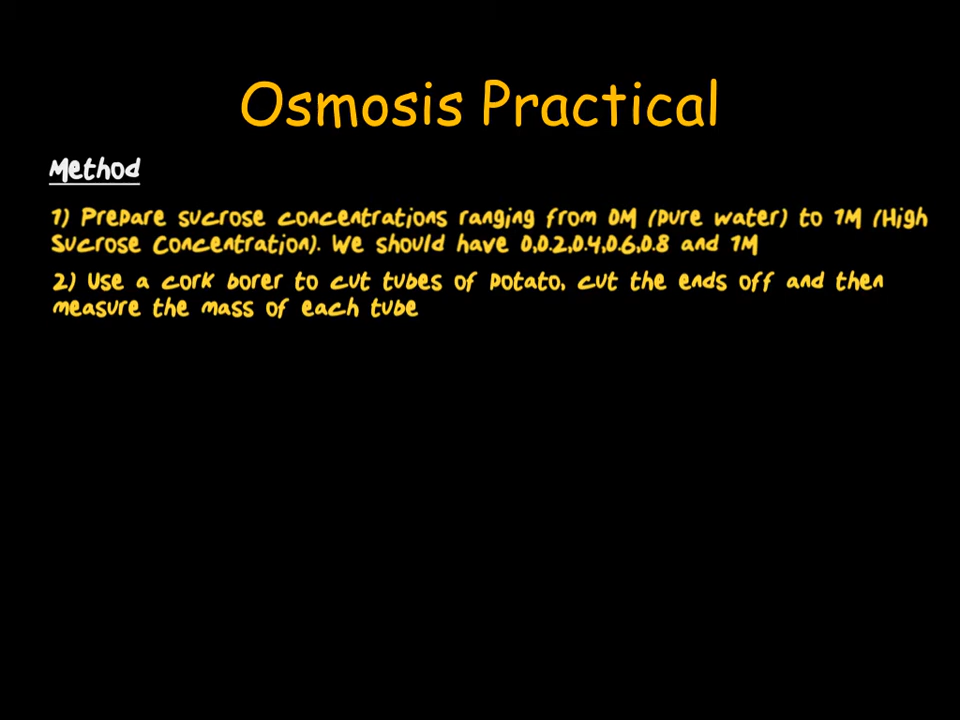 Osmosis Practical
Method
1) Prepare sucrose concentrations ranging from 0M (pure water) to 1M (High
Sucrose Concentration). We should have 0,0.2,0.4,0.6,0.8 and 1M
2) Use a cork borer to cut tubes of potato, cut the ends off and then
measure the mass of each tube